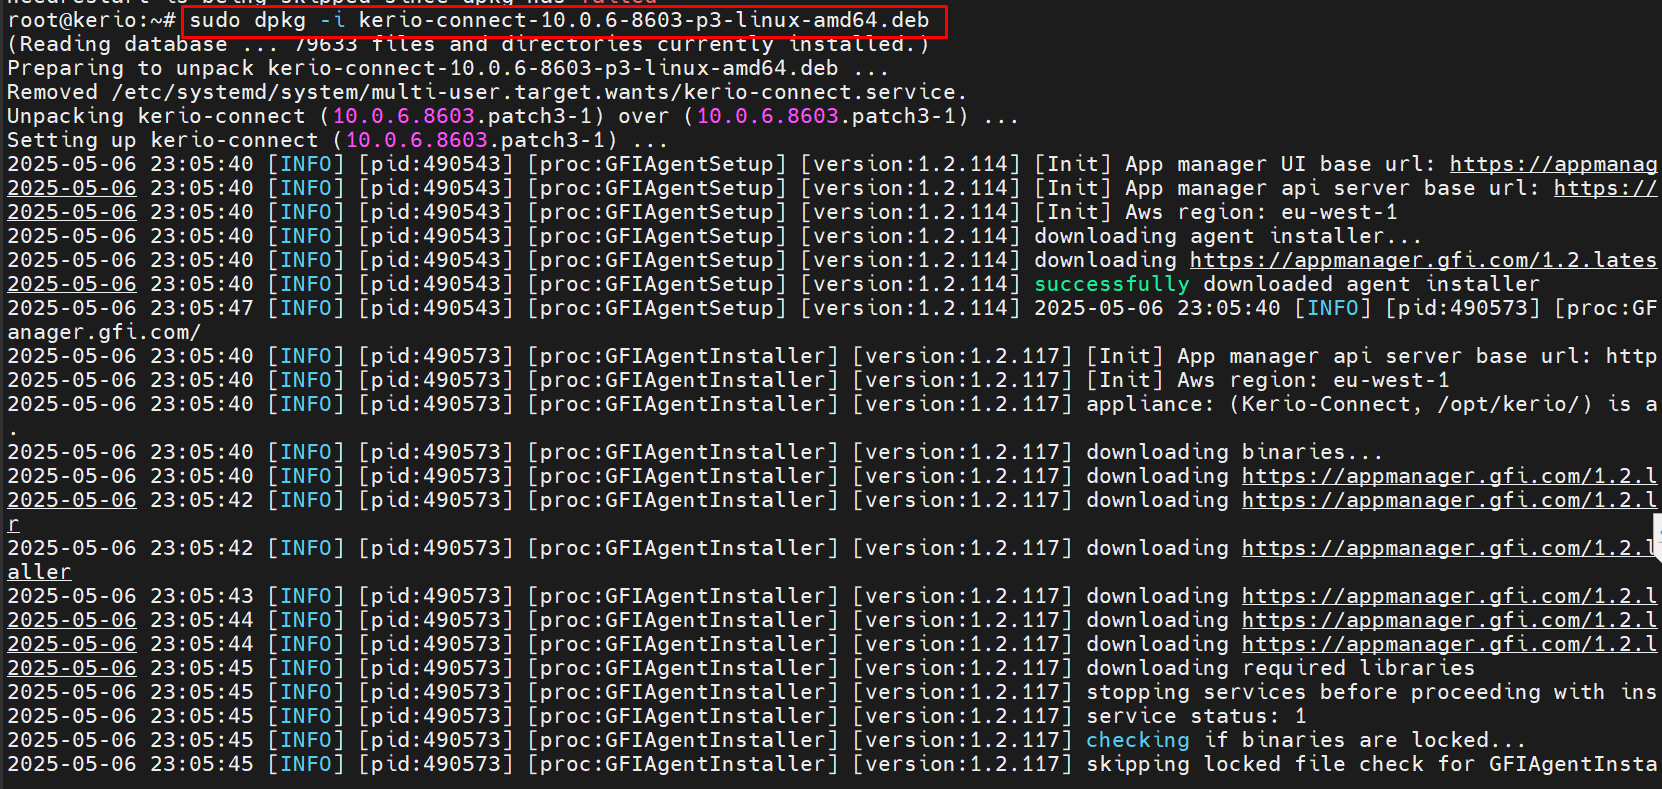 needrestart is being skipped since dpkg has failed
root@kerio:~# sudo dpkg -i kerio-connect-10.0.6-8603-p3-linux-amd64.deb
(Reading database ... 79633 files and directories currently installed.)
Preparing to unpack kerio-connect-10.0.6-8603-p3-linux-amd64.deb ...
Removed /etc/systemd/system/multi-user.target.wants/kerio-connect.service.
Unpacking kerio-connect (10.0.6.8603.patch3-1) over (10.0.6.8603.patch3-1) ...
Setting up kerio-connect (10.0.6.8603.patch3-1) ...
2025-05-06 23:05:40 [INFO] [pid:490543] [proc:GFIAgentSetup] [version:1.2.114] [Init] App manager UI base url: https://appmanag
2025-05-06 23:05:40 [INFO] [pid:490543] [proc:GFIAgentSetup] [version:1.2.114] [Init] App manager api server base url: https://
2025-05-06 23:05:40 [INFO] [pid:490543] [proc:GFIAgentSetup] [version:1.2.114] [Init] Aws region: eu-west-1
2025-05-06 23:05:40 [INFO] [pid:490543] [proc:GFIAgentSetup] [version:1.2.114] downloading agent installer...
2025-05-06 23:05:40 [INFO] [pid:490543] [proc:GFIAgentSetup] [version:1.2.114] downloading https://appmanager.gfi.com/1.2.lates
2025-05-06 23:05:40 [INFO] [pid:490543] [proc:GFIAgentSetup] [version:1.2.114] successfully downloaded agent installer
2025-05-06 23:05:47 [INFO] [pid:490543] [proc:GFIAgentSetup] [version:1.2.114] 2025-05-06 23:05:40 [INFO] [pid:490573] [proc:GF
anager.gfi.com/
2025-05-06 23:05:40 [INFO] [pid:490573] [proc:GFIAgentInstaller] [version:1.2.117] [Init] App manager api server base url: http
2025-05-06 23:05:40 [INFO] [pid:490573] [proc:GFIAgentInstaller] [version:1.2.117] [Init] Aws region: eu-west-1
2025-05-06 23:05:40 [INFO] [pid:490573] [proc:GFIAgentInstaller] [version:1.2.117] appliance: (Kerio-Connect, /opt/kerio/) is a
.
2025-05-06 23:05:40 [INFO] [pid:490573] [proc:GFIAgentInstaller] [version:1.2.117] downloading binaries...
2025-05-06 23:05:40 [INFO] [pid:490573] [proc:GFIAgentInstaller] [version:1.2.117] downloading https://appmanager.gfi.com/1.2.l
2025-05-06 23:05:42 [INFO] [pid:490573] [proc:GFIAgentInstaller] [version:1.2.117] downloading https://appmanager.gfi.com/1.2.l
r
2025-05-06 23:05:42 [INFO] [pid:490573] [proc:GFIAgentInstaller] [version:1.2.117] downloading https://appmanager.gfi.com/1.2.l
aller
2025-05-06 23:05:43 [INFO] [pid:490573] [proc:GFIAgentInstaller] [version:1.2.117] downloading https://appmanager.gfi.com/1.2.l
2025-05-06 23:05:44 [INFO] [pid:490573] [proc:GFIAgentInstaller] [version:1.2.117] downloading https://appmanager.gfi.com/1.2.l
2025-05-06 23:05:44 [INFO] [pid:490573] [proc:GFIAgentInstaller] [version:1.2.117] downloading https://appmanager.gfi.com/1.2.l
2025-05-06 23:05:45 [INFO] [pid:490573] [proc:GFIAgentInstaller] [version:1.2.117] downloading required libraries
2025-05-06 23:05:45 [INFO] [pid:490573] [proc:GFIAgentInstaller] [version:1.2.117] stopping services before proceeding with ins
2025-05-06 23:05:45 [INFO] [pid:490573] [proc:GFIAgentInstaller] [version:1.2.117] service status: 1
2025-05-06 23:05:45 [INFO] [pid:490573] [proc:GFIAgentInstaller] [version:1.2.117] checking if binaries are locked...
2025-05-06 23:05:45 [INFO] [pid:490573] [proc:GFIAgentInstaller] [version:1.2.117] skipping locked file check for GFIAgentInsta